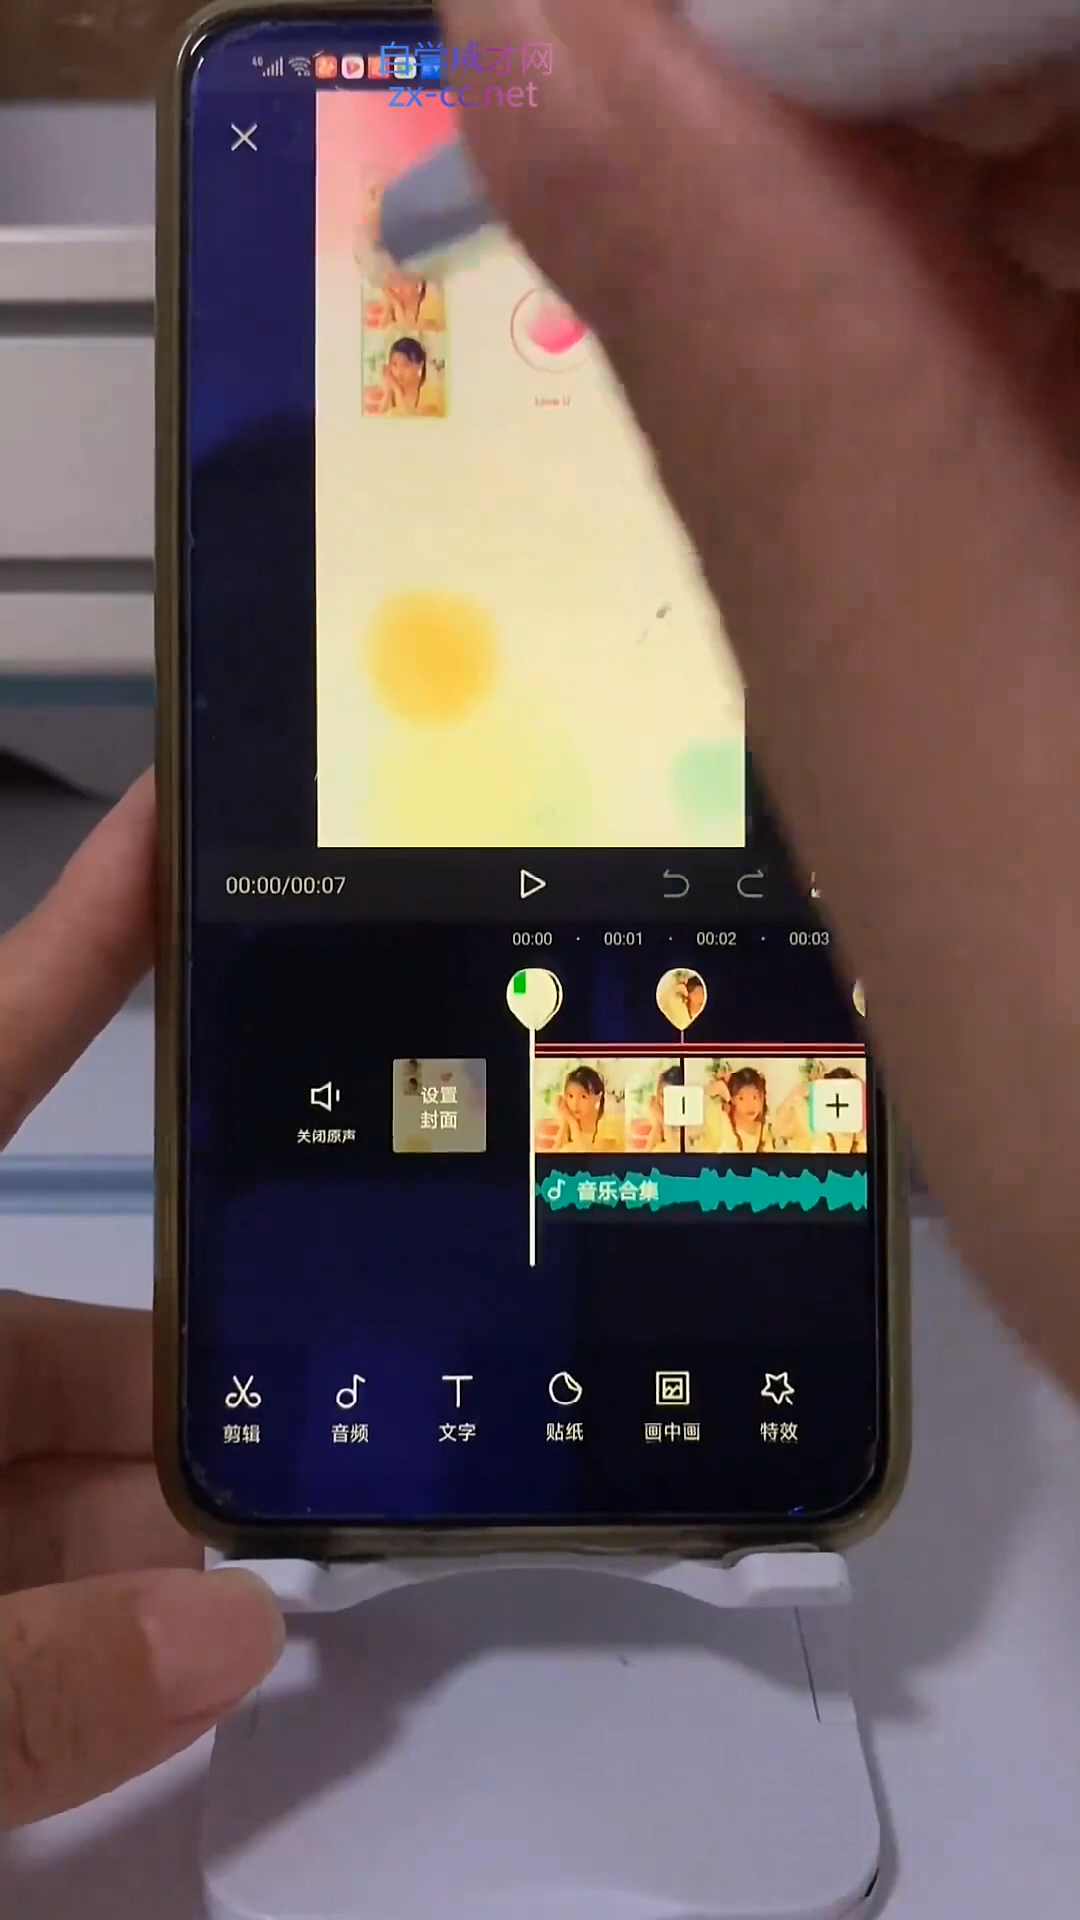 自学成才网
zx-cc.net
4G
Love U
00:00/00:07
00:00
00:01
00:02
00:03
关闭原声
设置
封面
音乐合集
剪辑
音频
文字
贴纸
画中画
特效